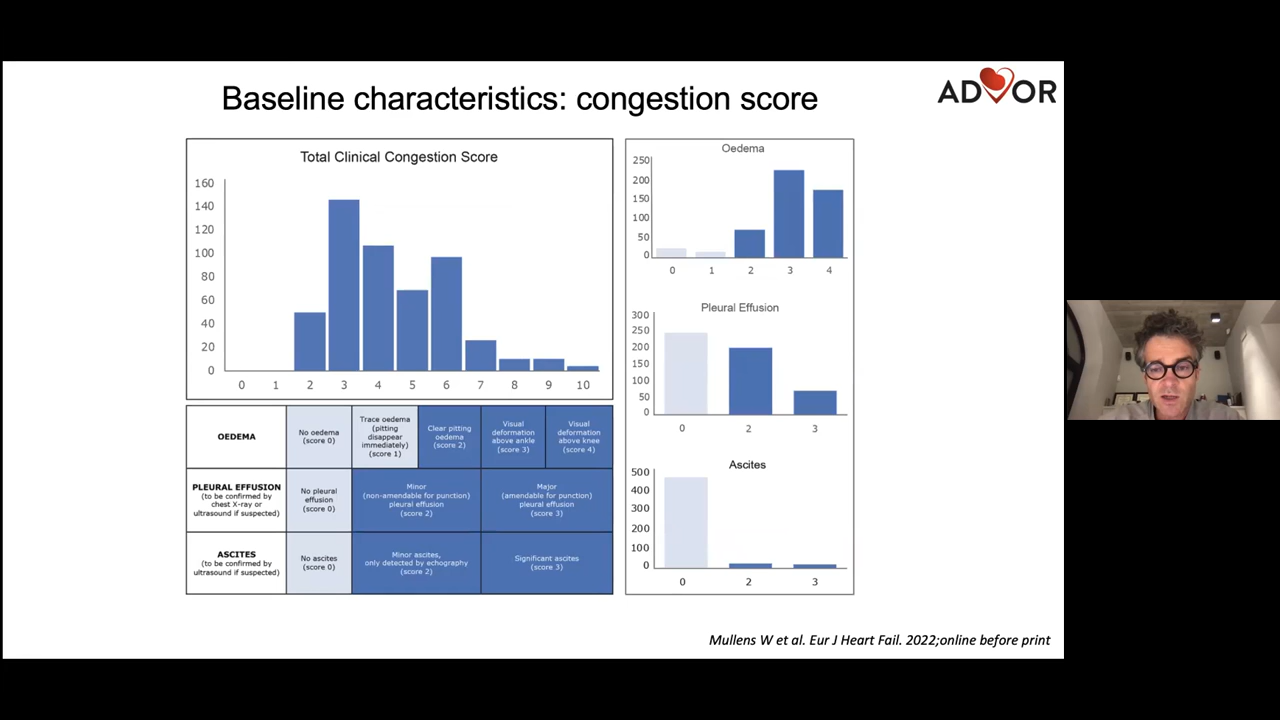 ADVOR
Baseline characteristics: congestion score
Total Clinical Congestion Score
160
140
120
100
80
60
40
20
0
0 1 2 3 4 5 6 7 8 9 10
OEDEMA
No oedema
(score 0)
Trace oedema
(pitting
disappear
immediately)
(score 1)
Clear pitting
oedema
(score 2)
Visual
deformation
above ankle
(score 3)
Visual
deformation
above knee
(score 4)
PLEURAL EFFUSION
(to be confirmed by
chest X-ray or
ultrasound if suspected)
No pleural
effusion
(score 0)
Minor
(non-amendable for punction)
pleural effusion
(score 2)
Major
(amendable for punction)
pleural effusion
(score 3)
ASCITES
(to be confirmed by
ultrasound if suspected)
No ascites
(score 0)
Minor ascites,
only detected by echography
(score 2)
Significant ascites
(score 3)
Oedema
250
200
150
100
50
0
0 1 2 3 4
Pleural Effusion
300
250
200
150
100
50
0
0 2 3
Ascites
500
400
300
200
100
0
0 2 3
Mullens W et al. Eur J Heart Fail. 2022;online before print